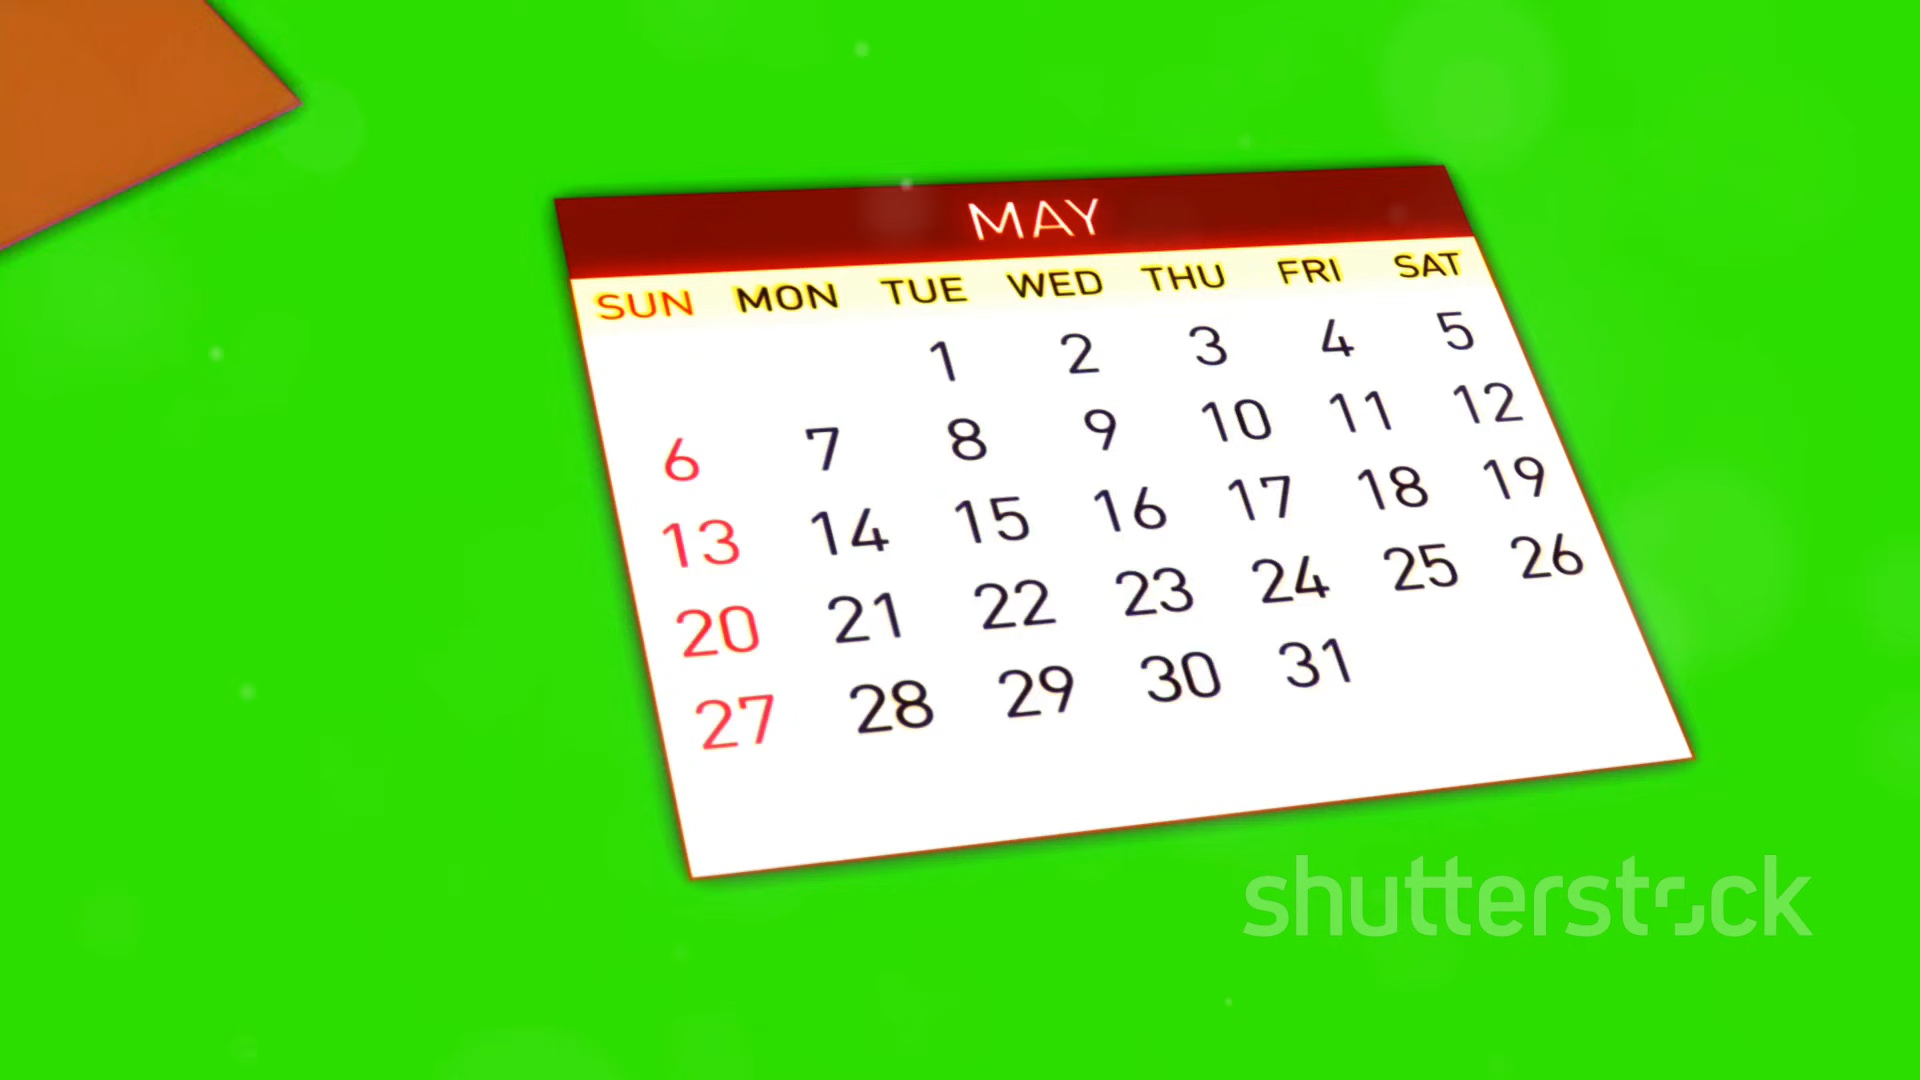 MAY
SUN MON TUE WED THU FRI SAT
1 2 3 4 5
6 7 8 9 10 11 12
13 14 15 16 17 18 19
20 21 22 23 24 25 26
27 28 29 30 31
shutterstock